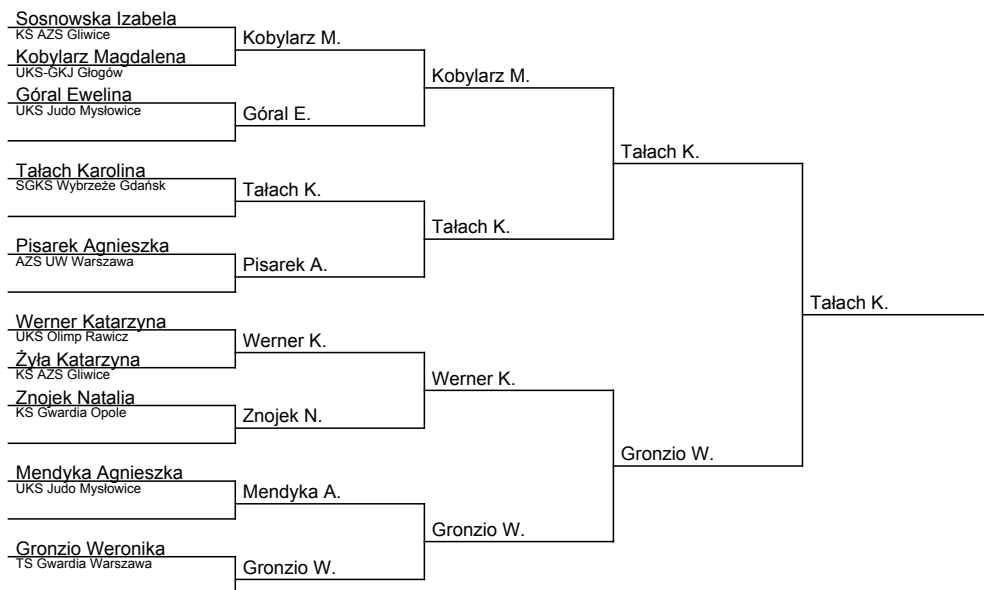 Sosnowska Izabela
KS AZS Gliwice
Kobylarz M.
Kobylarz Magdalena
UKS-GKJ Głogów
Kobylarz M.
Góral Ewelina
UKS Judo Mysłowice
Góral E.
Tałach K.
Tałach Karolina
SGKS Wybrzeże Gdańsk
Tałach K.
Tałach K.
Pisarek Agnieszka
AZS UW Warszawa
Pisarek A.
Tałach K.
Werner Katarzyna
UKS Olimp Rawicz
Werner K.
Żyła Katarzyna
KS AZS Gliwice
Werner K.
Znojek Natalia
KS Gwardia Opole
Znojek N.
Gronzio W.
Mendyka Agnieszka
UKS Judo Mysłowice
Mendyka A.
Gronzio W.
Gronzio Weronika
TS Gwardia Warszawa
Gronzio W.